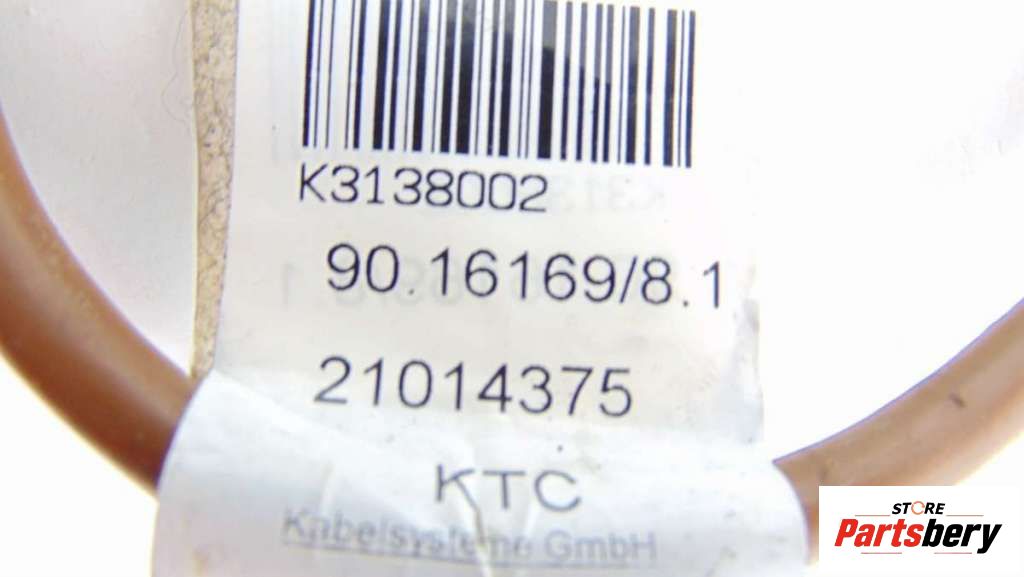 K3138002
90.16169/8.1
21014375
KTC
Kabelsysteme GmbH
STORE
Partsbery